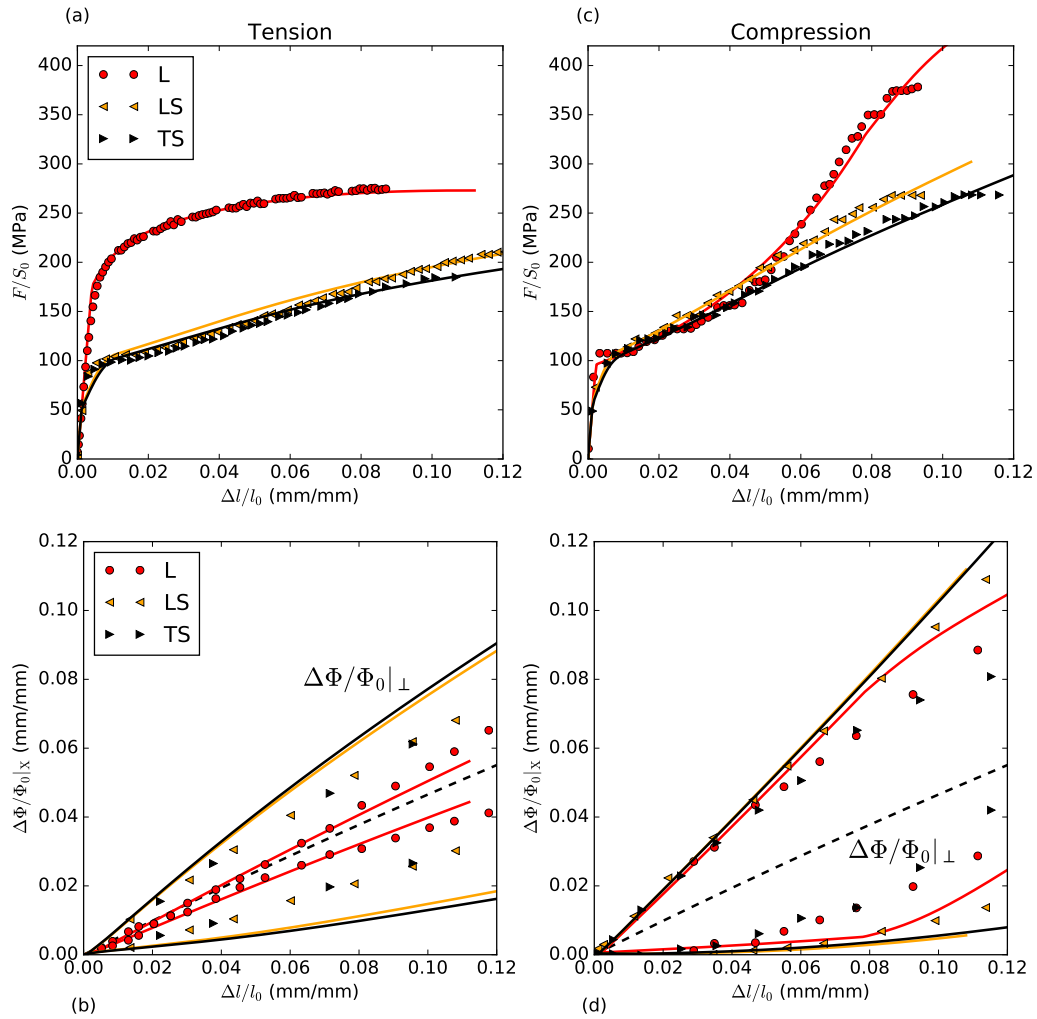 (a)
Tension
400
350
300
250
200
150
100
50
0
F/S₀ (MPa)
L
LS
TS
0.00 0.02 0.04 0.06 0.08 0.10 0.12
Δl/l₀ (mm/mm)
(c)
Compression
400
350
300
250
200
150
100
50
0
F/S₀ (MPa)
0.00 0.02 0.04 0.06 0.08 0.10 0.12
Δl/l₀ (mm/mm)
0.12
0.10
0.08
0.06
0.04
0.02
0.00
ΔΦ/Φ₀|ₓ (mm/mm)
L
LS
TS
ΔΦ/Φ₀|⊥
0.00 0.02 0.04 0.06 0.08 0.10 0.12
Δl/l₀ (mm/mm)
(b)
0.12
0.10
0.08
0.06
0.04
0.02
0.00
ΔΦ/Φ₀|ₓ (mm/mm)
ΔΦ/Φ₀|⊥
0.00 0.02 0.04 0.06 0.08 0.10 0.12
Δl/l₀ (mm/mm)
(d)